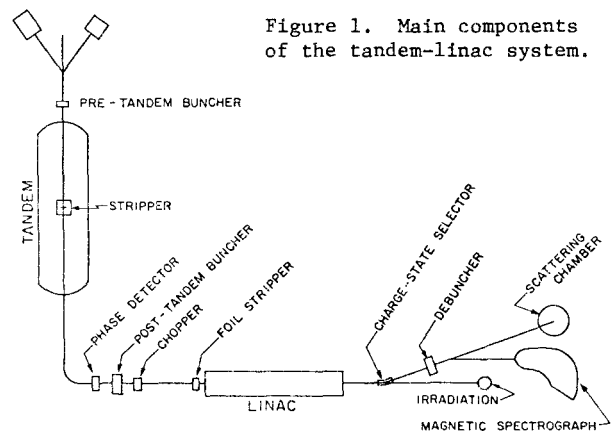 Figure 1. Main components
of the tandem-linac system.
PRE-TANDEM BUNCHER
TANDEM
STRIPPER
PHASE DETECTOR
POST-TANDEM BUNCHER
CHOPPER
FOIL STRIPPER
LINAC
CHARGE-STATE SELECTOR
DEBUNCHER
SCATTERING
CHAMBER
IRRADIATION
MAGNETIC SPECTROGRAPH